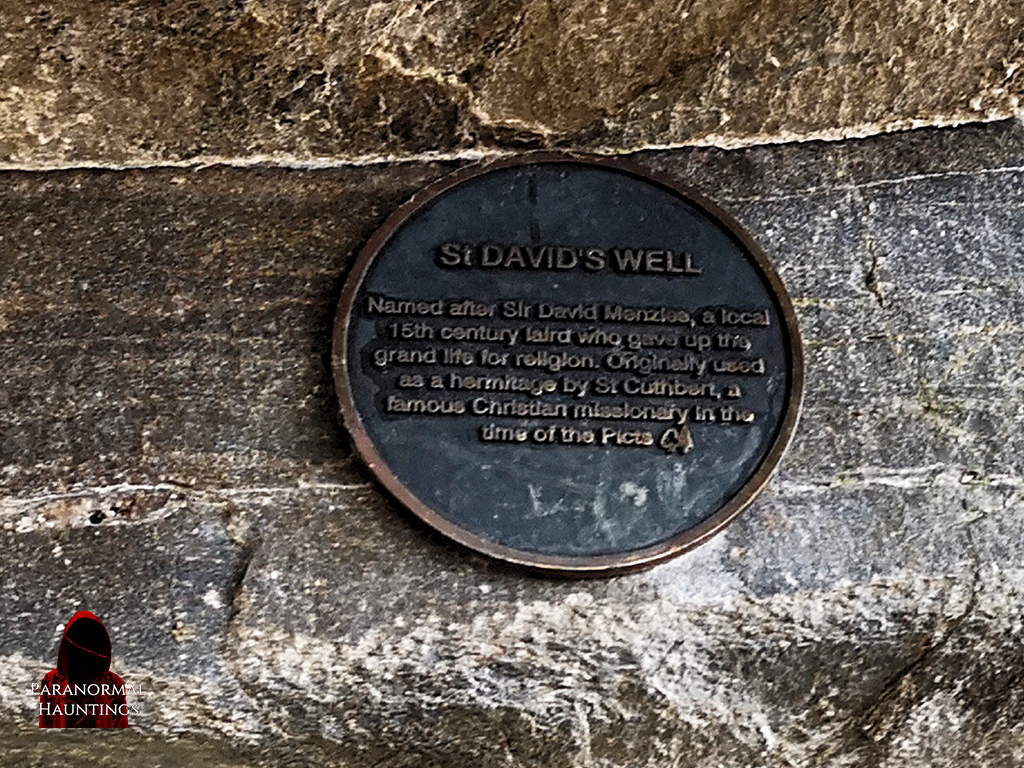 St DAVID'S WELL
Named after Sir David Menzies, a local
15th century laird who gave up the
grand life for religion. Originally used
as a hermitage by St Cuthbert, a
famous Christian missionary in the
time of the Picts
PARANORMAL
HAUNTINGS